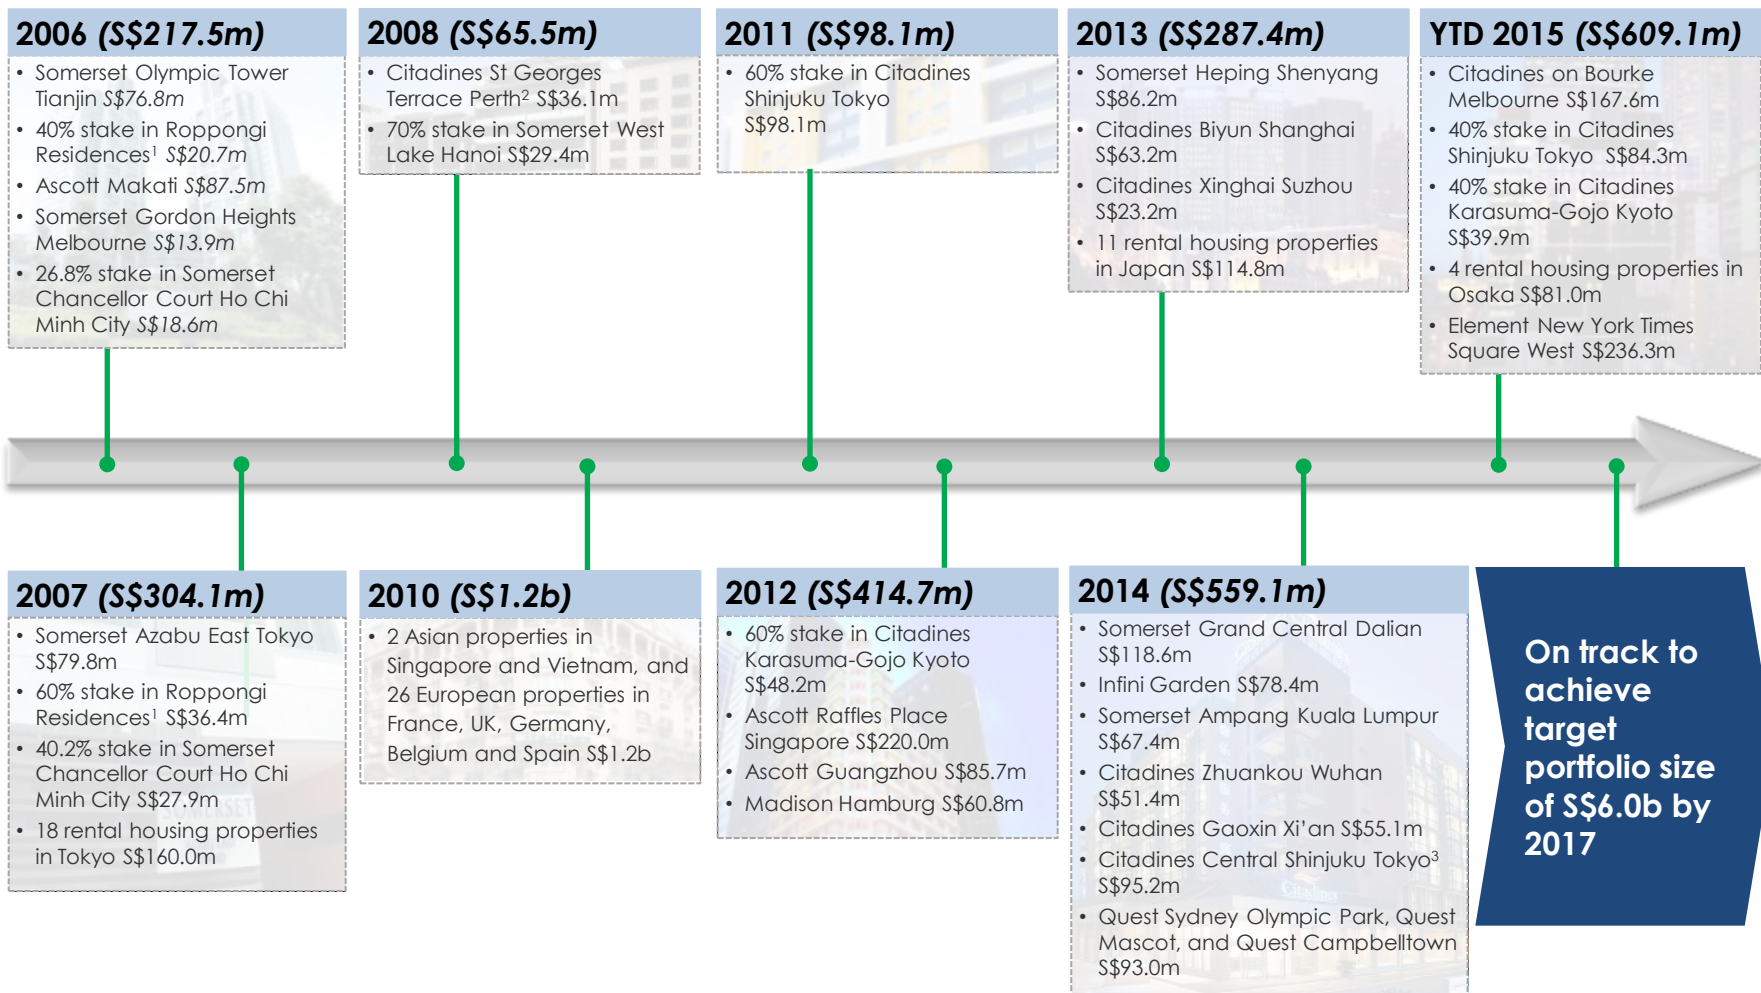 2006 (S$217.5m)
• Somerset Olympic Tower
Tianjin S$76.8m
• 40% stake in Roppongi
Residences¹ S$20.7m
• Ascott Makati S$87.5m
• Somerset Gordon Heights
Melbourne S$13.9m
• 26.8% stake in Somerset
Chancellor Court Ho Chi
Minh City S$18.6m
2008 (S$65.5m)
• Citadines St Georges
Terrace Perth² S$36.1m
• 70% stake in Somerset West
Lake Hanoi S$29.4m
2011 (S$98.1m)
• 60% stake in Citadines
Shinjuku Tokyo
S$98.1m
2013 (S$287.4m)
• Somerset Heping Shenyang
S$86.2m
• Citadines Biyun Shanghai
S$63.2m
• Citadines Xinghai Suzhou
S$23.2m
• 11 rental housing properties
in Japan S$114.8m
YTD 2015 (S$609.1m)
• Citadines on Bourke
Melbourne S$167.6m
• 40% stake in Citadines
Shinjuku Tokyo S$84.3m
• 40% stake in Citadines
Karasuma-Gojo Kyoto
S$39.9m
• 4 rental housing properties in
Osaka S$81.0m
• Element New York Times
Square West S$236.3m
2007 (S$304.1m)
• Somerset Azabu East Tokyo
S$79.8m
• 60% stake in Roppongi
Residences¹ S$36.4m
• 40.2% stake in Somerset
Chancellor Court Ho Chi
Minh City S$27.9m
• 18 rental housing properties
in Tokyo S$160.0m
SOMERSET
2010 (S$1.2b)
• 2 Asian properties in
Singapore and Vietnam, and
26 European properties in
France, UK, Germany,
Belgium and Spain S$1.2b
2012 (S$414.7m)
• 60% stake in Citadines
Karasuma-Gojo Kyoto
S$48.2m
• Ascott Raffles Place
Singapore S$220.0m
• Ascott Guangzhou S$85.7m
• Madison Hamburg S$60.8m
2014 (S$559.1m)
• Somerset Grand Central Dalian
S$118.6m
• Infini Garden S$78.4m
• Somerset Ampang Kuala Lumpur
S$67.4m
• Citadines Zhuankou Wuhan
S$51.4m
• Citadines Gaoxin Xi’an S$55.1m
• Citadines Central Shinjuku Tokyo³
S$95.2m
Citadines
• Quest Sydney Olympic Park, Quest
Mascot, and Quest Campbelltown
S$93.0m
On track to
achieve
target
portfolio size
of S$6.0b by
2017